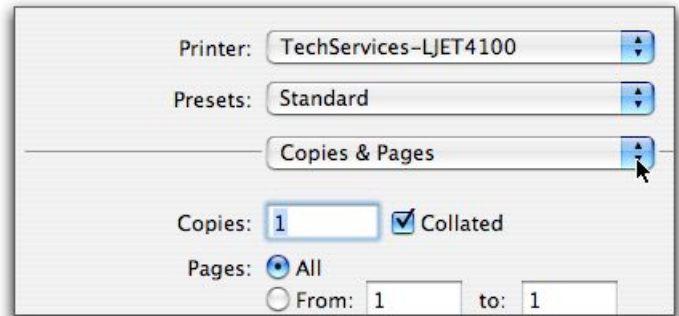 Printer: TechServices-LJET4100
Presets: Standard
Copies & Pages
Copies: 1 Collated
Pages: All
From: 1 to: 1